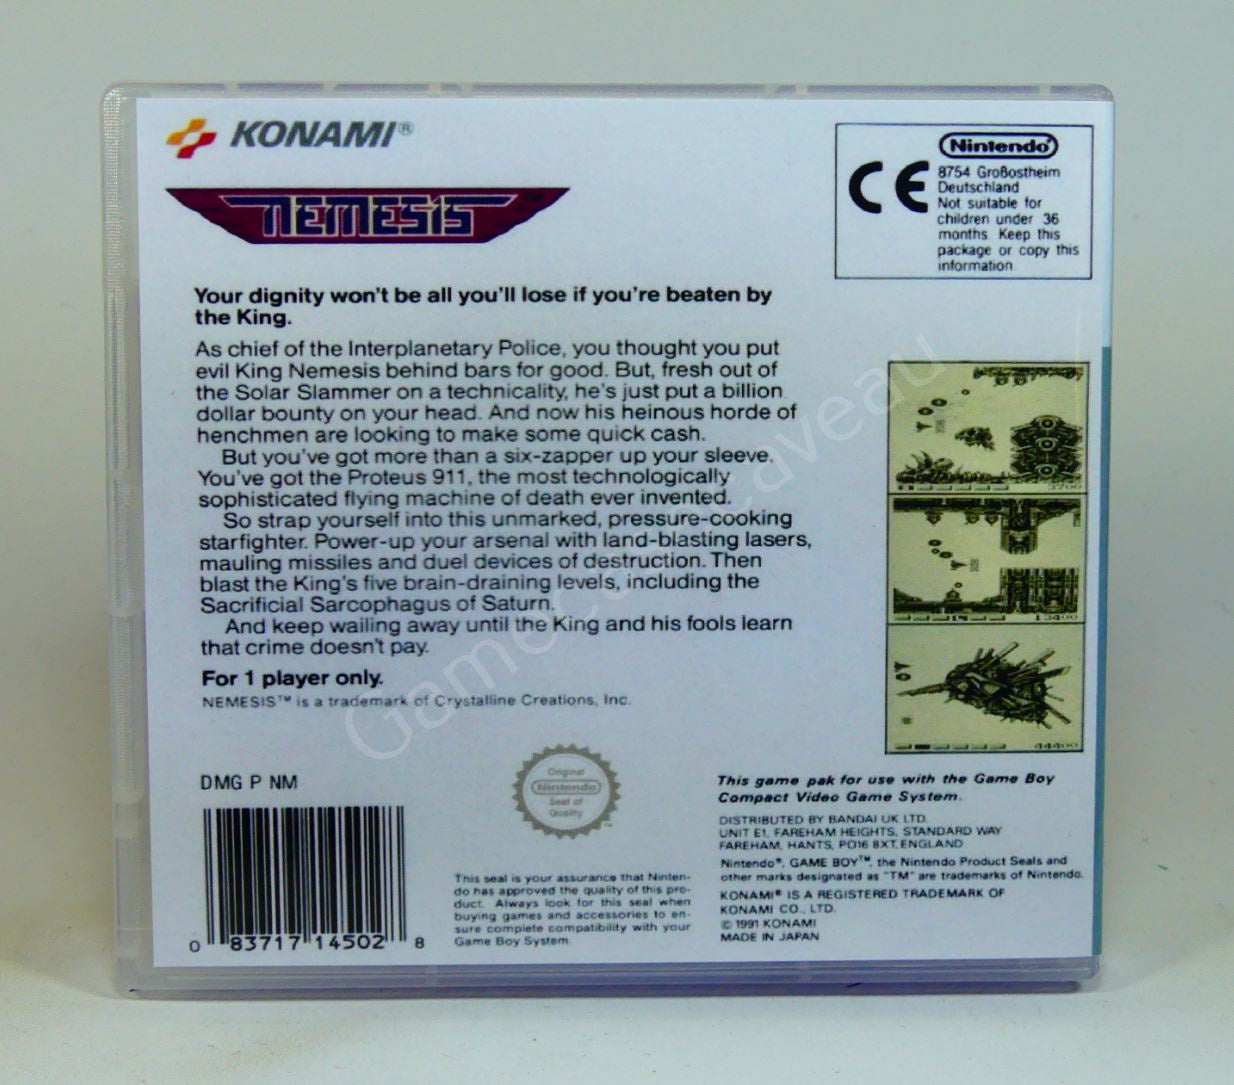 KONAMI®
NEMESIS™
CE
Nintendo®
8754 Großostheim
Deutschland
Not suitable for
children under 36
months. Keep this
package or copy this
information
Your dignity won't be all you'll lose if you're beaten by
the King.
As chief of the Interplanetary Police, you thought you put
evil King Nemesis behind bars for good. But, fresh out of
the Solar Slammer on a technicality, he's just put a billion
dollar bounty on your head. And now his heinous horde of
henchmen are looking to make some quick cash.
But you've got more than a six-zapper up your sleeve.
You've got the Proteus 911, the most technologically
sophisticated flying machine of death ever invented.
So strap yourself into this unmarked, pressure-cooking
starfighter. Power-up your arsenal with land-blasting lasers,
mauling missiles and duel devices of destruction. Then
blast the King's five brain-draining levels, including the
Sacrificial Sarcophagus of Saturn.
And keep wailing away until the King and his fools learn
that crime doesn't pay.
For 1 player only.
NEMESIS™ is a trademark of Crystalline Creations, Inc.
3700
13400
44400
DMG P NM
0 83717 14502 8
Original
Nintendo
Seal of
Quality
™
This seal is your assurance that Ninten-
do has approved the quality of this pro-
duct. Always look for this seal when
buying games and accessories to en-
sure complete compatibility with your
Game Boy System.
This game pak for use with the Game Boy
Compact Video Game System.
DISTRIBUTED BY BANDAI UK LTD.
UNIT E1, FAREHAM HEIGHTS, STANDARD WAY
FAREHAM, HANTS, PO16 8XT, ENGLAND
Nintendo®, GAME BOY™, the Nintendo Product Seals and
other marks designated as "TM" are trademarks of Nintendo.
KONAMI® IS A REGISTERED TRADEMARK OF
KONAMI CO., LTD.
© 1991 KONAMI
MADE IN JAPAN